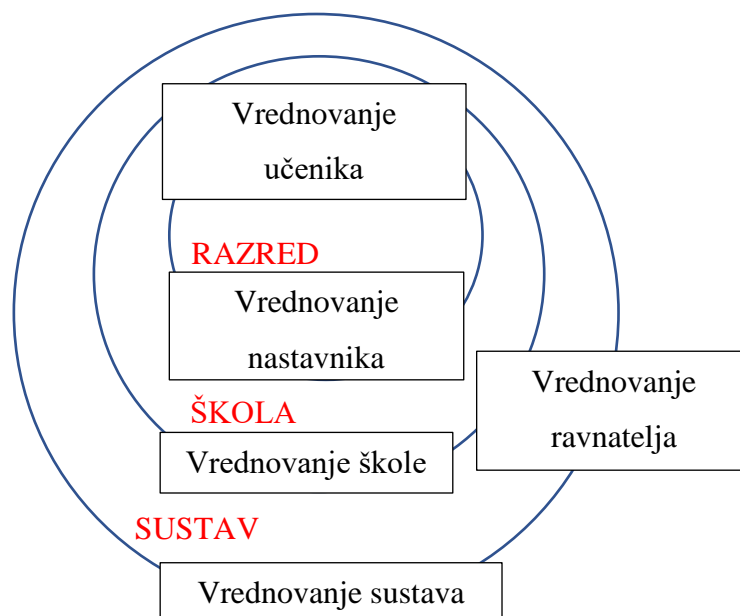 Vrednovanje
učenika
RAZRED
Vrednovanje
nastavnika
Vrednovanje
ravnatelja
ŠKOLA
Vrednovanje škole
SUSTAV
Vrednovanje sustava